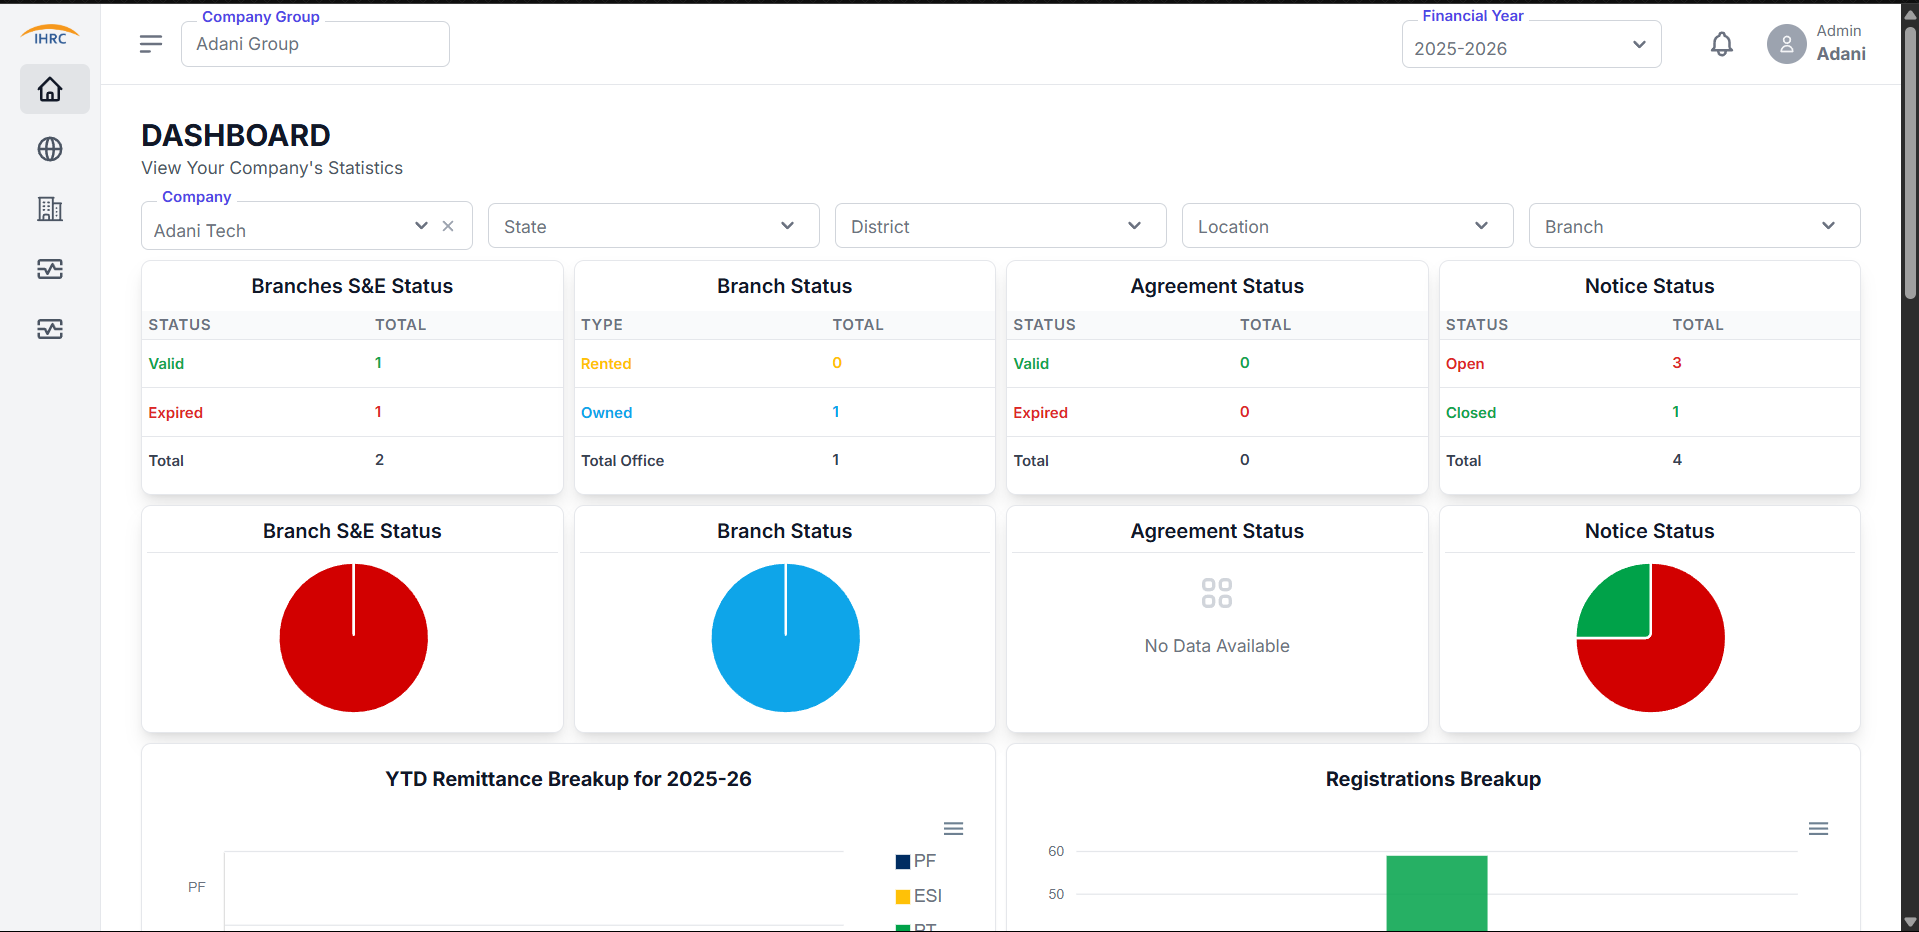 IHRC
Company Group
Adani Group
Financial Year
2025-2026
Admin
Adani
DASHBOARD
View Your Company's Statistics
Company
Adani Tech
State
District
Location
Branch
Branches S&E Status
STATUS TOTAL
Valid 1
Expired 1
Total 2
Branch Status
TYPE TOTAL
Rented 0
Owned 1
Total Office 1
Agreement Status
STATUS TOTAL
Valid 0
Expired 0
Total 0
Notice Status
STATUS TOTAL
Open 3
Closed 1
Total 4
Branch S&E Status
Branch Status
Agreement Status
No Data Available
Notice Status
YTD Remittance Breakup for 2025-26
PF
PF
ESI
PT
Registrations Breakup
60
50